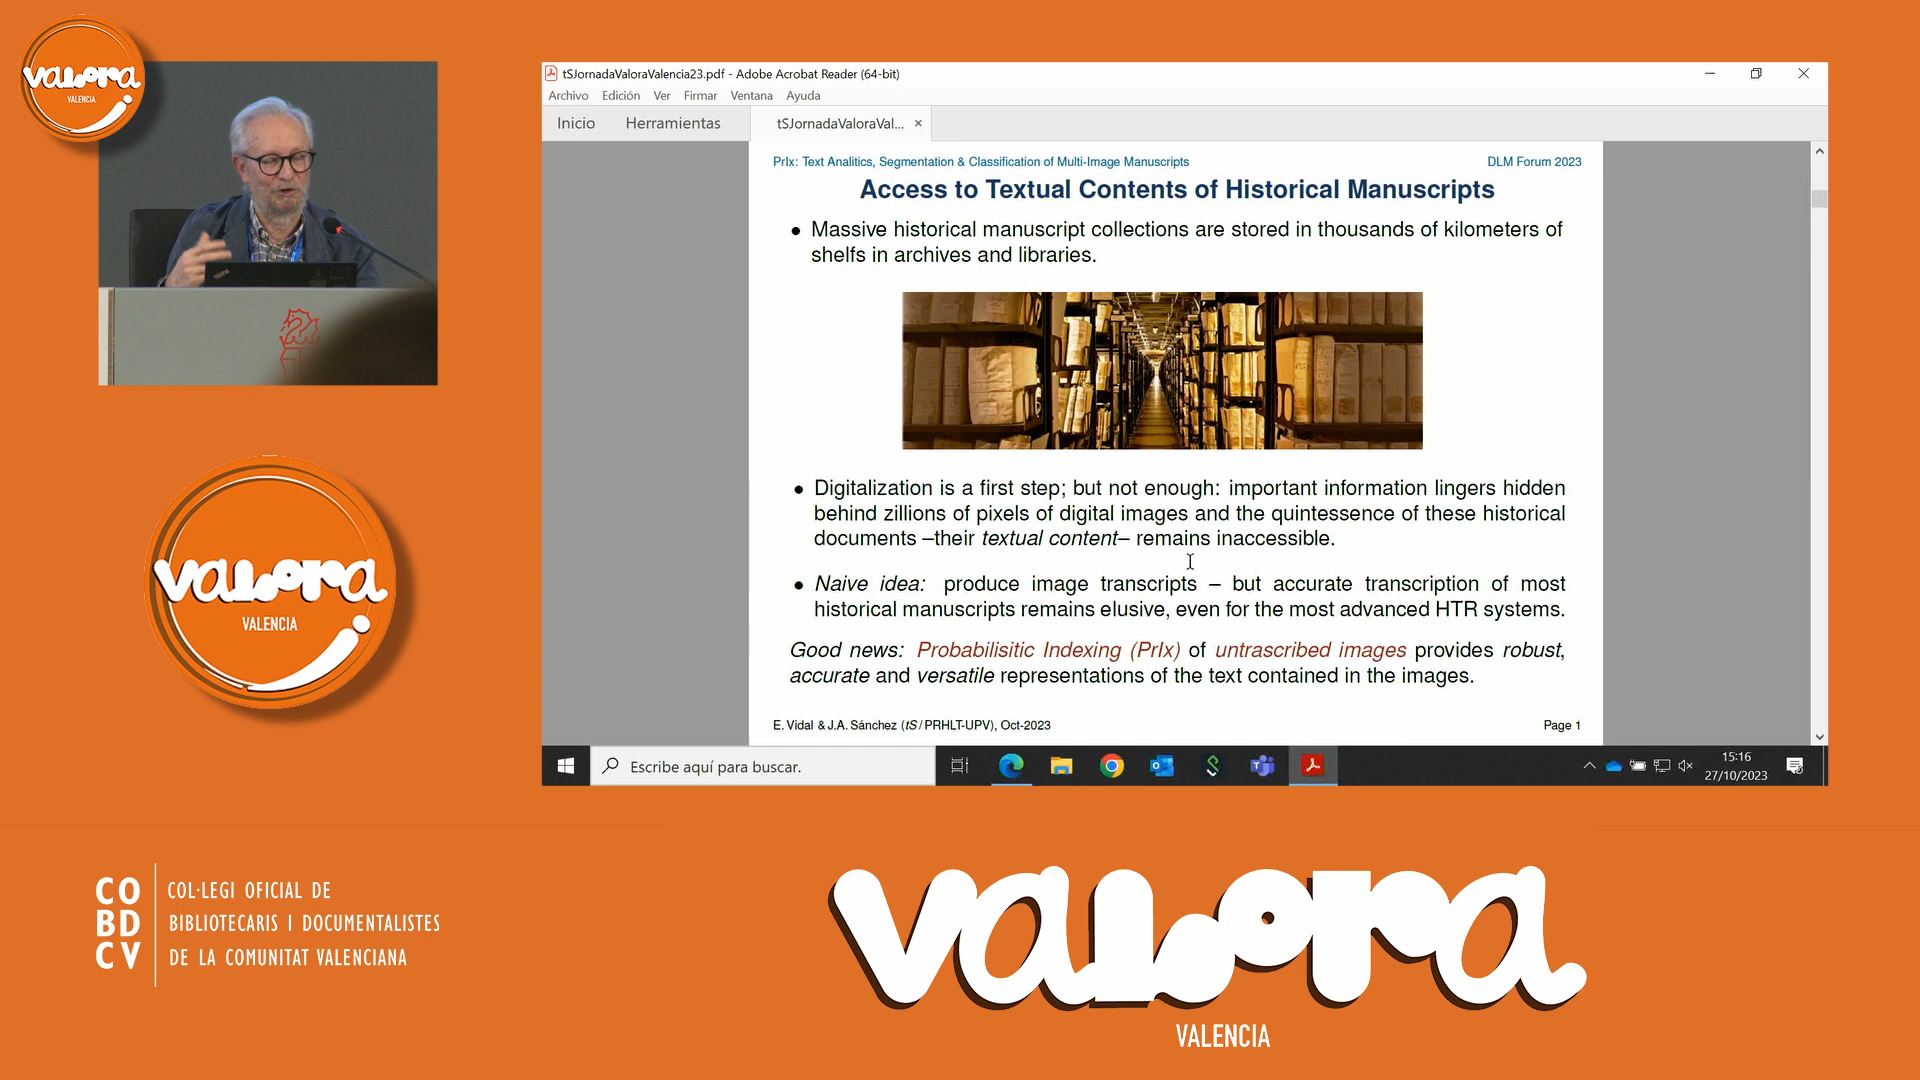 valora
VALENCIA
tSJornadaValoraValencia23.pdf - Adobe Acrobat Reader (64-bit)
Archivo Edición Ver Firmar Ventana Ayuda
Inicio Herramientas tSJornadaValoraVal... ×
PrIx: Text Analitics, Segmentation & Classification of Multi-Image Manuscripts DLM Forum 2023
Access to Textual Contents of Historical Manuscripts
● Massive historical manuscript collections are stored in thousands of kilometers of
shelfs in archives and libraries.
● Digitalization is a first step; but not enough: important information lingers hidden
behind zillions of pixels of digital images and the quintessence of these historical
documents –their textual content– remains inaccessible.
● Naive idea: produce image transcripts – but accurate transcription of most
historical manuscripts remains elusive, even for the most advanced HTR systems.
Good news: Probabilisitic Indexing (PrIx) of untrascribed images provides robust,
accurate and versatile representations of the text contained in the images.
E. Vidal & J.A. Sánchez (tS/PRHLT-UPV), Oct-2023 Page 1
Escribe aquí para buscar.
15:16
27/10/2023
valora
VALENCIA
CO
BD
CV
COL·LEGI OFICIAL DE
BIBLIOTECARIS I DOCUMENTALISTES
DE LA COMUNITAT VALENCIANA
valora
VALENCIA